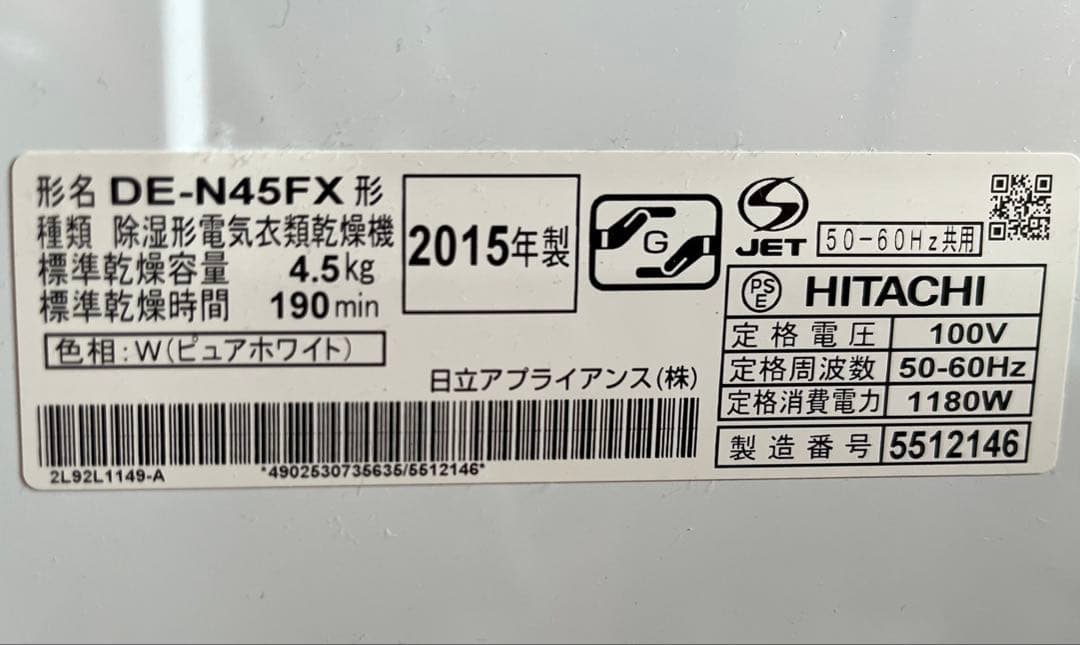 形名 DE-N45FX 形
種類 除湿形電気衣類乾燥機
標準乾燥容量 4.5kg
標準乾燥時間 190min
色相:W(ピュアホワイト)
2015年製
G
JET
50-60Hz共用
PS
E
HITACHI
定格電圧 100V
定格周波数 50-60Hz
定格消費電力 1180W
製造番号 5512146
日立アプライアンス(株)
2L92L1149-A
*4902530735635/5512146*